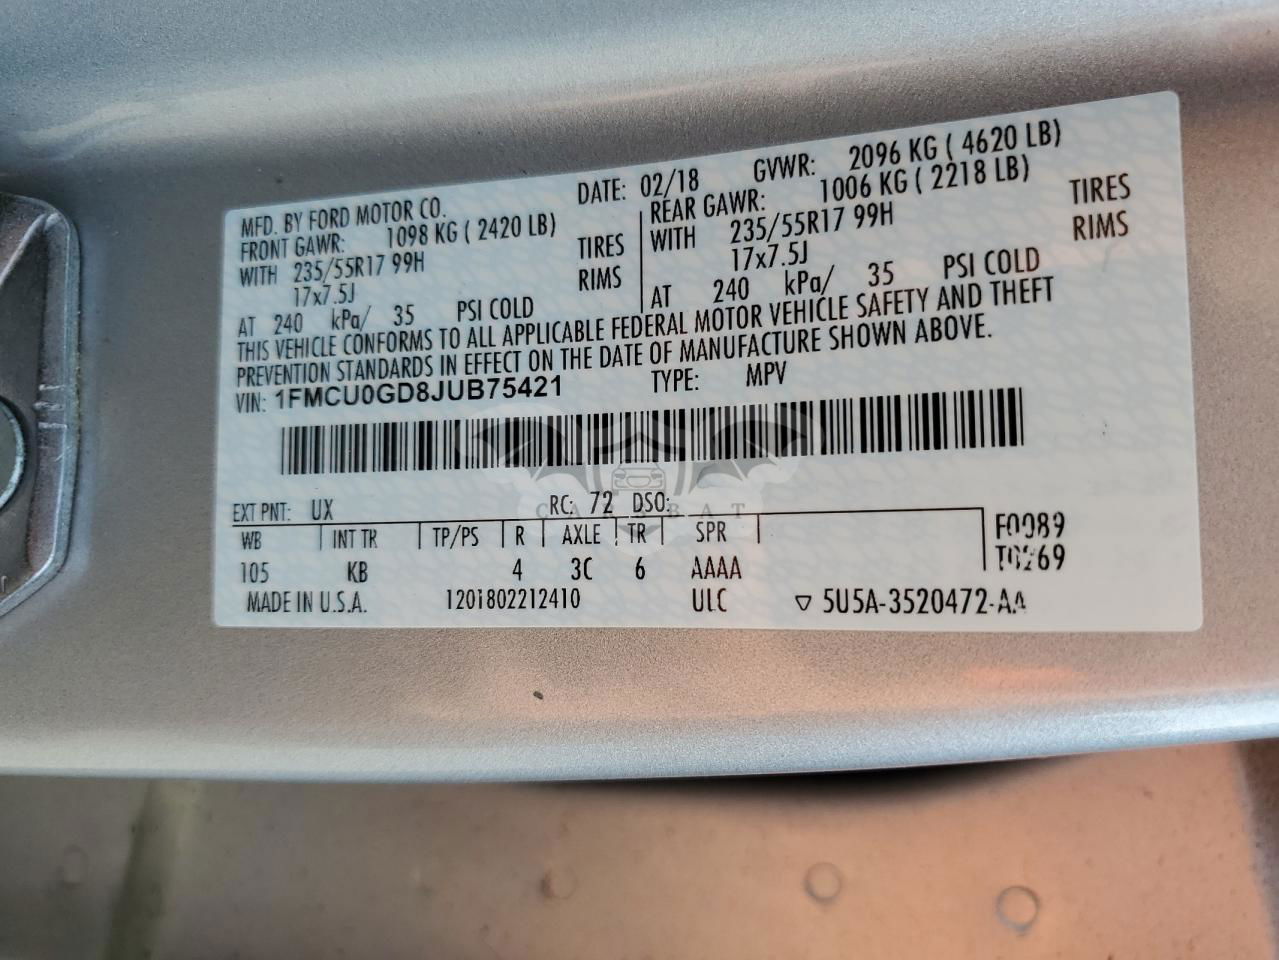 MFD. BY FORD MOTOR CO.
DATE: 02/18
GVWR: 2096 KG ( 4620 LB)
FRONT GAWR: 1098 KG ( 2420 LB)
WITH 235/55R17 99H TIRES
17x7.5J RIMS
AT 240 kPa/ 35 PSI COLD
REAR GAWR: 1006 KG ( 2218 LB)
WITH 235/55R17 99H TIRES
17x7.5J RIMS
AT 240 kPa/ 35 PSI COLD
THIS VEHICLE CONFORMS TO ALL APPLICABLE FEDERAL MOTOR VEHICLE SAFETY AND THEFT
PREVENTION STANDARDS IN EFFECT ON THE DATE OF MANUFACTURE SHOWN ABOVE.
VIN: 1FMCU0GD8JUB75421 TYPE: MPV
EXT PNT: UX RC: 72 DSO:
WB INT TR TP/PS R AXLE TR SPR
105 KB 4 3C 6 AAAA
F0089
MADE IN U.S.A. 1201802212410 ULC 5U5A-3520472-AA